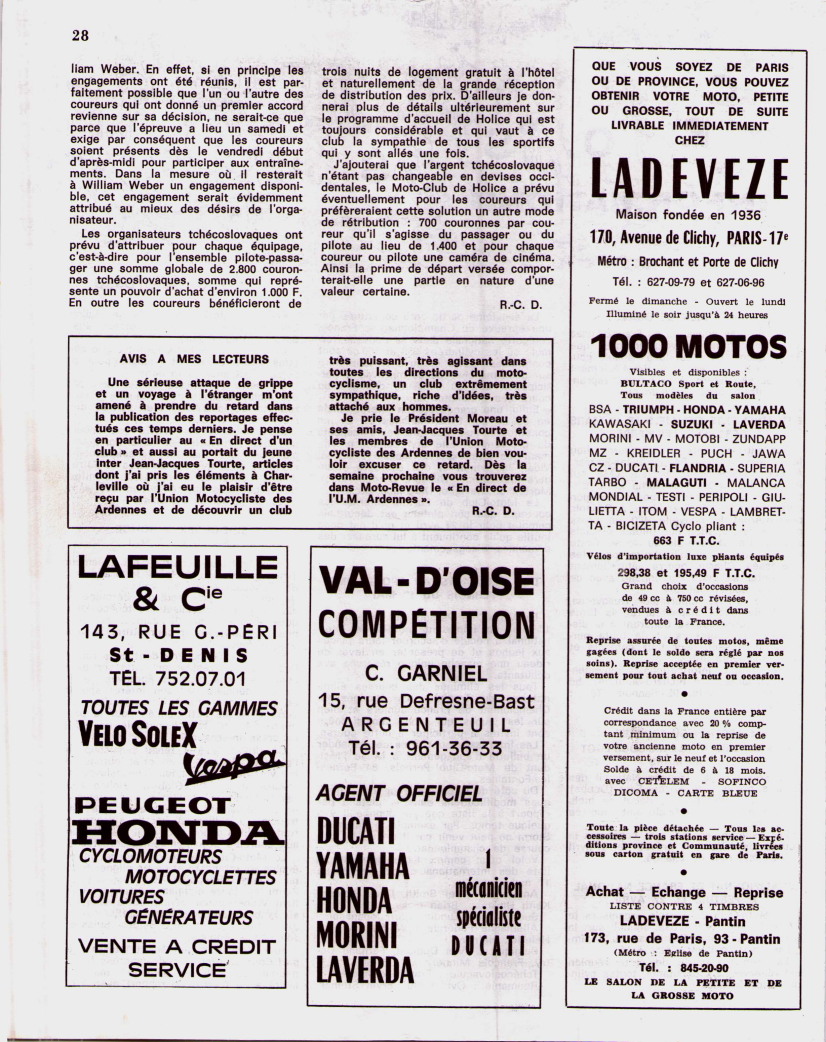 28
liam Weber. En effet, si en principe les
engagements ont été réunis, il est par-
faitement possible que l'un ou l'autre des
coureurs qui ont donné un premier accord
revienne sur sa décision, ne serait-ce que
parce que l'épreuve a lieu un samedi et
exige par conséquent que les coureurs
soient présents dès le vendredi début
d'après-midi pour participer aux entraîne-
ments. Dans la mesure où il resterait
à William Weber un engagement disponi-
ble, cet engagement serait évidemment
attribué au mieux des désirs de l'orga-
nisateur.
Les organisateurs tchécoslovaques ont
prévu d'attribuer pour chaque équipage,
c'est-à-dire pour l'ensemble pilote-passa-
ger une somme globale de 2.800 couron-
nes tchécoslovaques, somme qui repré-
sente un pouvoir d'achat d'environ 1.000 F.
En outre les coureurs bénéficieront de
trois nuits de logement gratuit à l'hôtel
et naturellement de la grande réception
de distribution des prix. D'ailleurs je don-
nerai plus de détails ultérieurement sur
le programme d'accueil de Holice qui est
toujours considérable et qui vaut à ce
club la sympathie de tous les sportifs
qui y sont allés une fois.
J'ajouterai que l'argent tchécoslovaque
n'étant pas changeable en devises occi-
dentales, le Moto-Club de Holice a prévu
éventuellement pour les coureurs qui
préfèreraient cette solution un autre mode
de rétribution : 700 couronnes par cou-
reur qu'il s'agisse du passager ou du
pilote au lieu de 1.400 et pour chaque
coureur ou pilote une caméra de cinéma.
Ainsi la prime de départ versée compor-
terait-elle une partie en nature d'une
valeur certaine.
R.-C. D.
AVIS A MES LECTEURS
Une sérieuse attaque de grippe
et un voyage à l'étranger m'ont
amené à prendre du retard dans
la publication des reportages effec-
tués ces temps derniers. Je pense
en particulier au « En direct d'un
club » et aussi au portait du jeune
inter Jean-Jacques Tourte, articles
dont j'ai pris les éléments à Char-
leville où j'ai eu le plaisir d'être
reçu par l'Union Motocycliste des
Ardennes et de découvrir un club
très puissant, très agissant dans
toutes les directions du moto-
cyclisme, un club extrêmement
sympathique, riche d'idées, très
attaché aux hommes.
Je prie le Président Moreau et
ses amis, Jean-Jacques Tourte et
les membres de l'Union Moto-
cycliste des Ardennes de bien vou-
loir excuser ce retard. Dès la
semaine prochaine vous trouverez
dans Moto-Revue le « En direct de
l'U.M. Ardennes ».
R.-C. D.
LAFEUILLE
& Cie
143, RUE G.-PÉRI
St - DENIS
TÉL. 752.07.01
TOUTES LES GAMMES
VELO SOLEX
Vespa
PEUGEOT
HONDA
CYCLOMOTEURS
MOTOCYCLETTES
VOITURES
GÉNÉRATEURS
VENTE A CRÉDIT
SERVICE
VAL-D'OISE
COMPÉTITION
C. GARNIEL
15, rue Defresne-Bast
ARGENTEUIL
Tél. : 961-36-33
AGENT OFFICIEL
DUCATI
YAMAHA
HONDA
MORINI
LAVERDA
1
mécanicien
spécialiste
DUCATI
QUE VOUS SOYEZ DE PARIS
OU DE PROVINCE, VOUS POUVEZ
OBTENIR VOTRE MOTO, PETITE
OU GROSSE, TOUT DE SUITE
LIVRABLE IMMEDIATEMENT
CHEZ
LADEVEZE
Maison fondée en 1936
170, Avenue de Clichy, PARIS-17e
Métro : Brochant et Porte de Clichy
Tél. : 627-09-79 et 627-06-96
Fermé le dimanche - Ouvert le lundi
Illuminé le soir jusqu'à 24 heures
1000 MOTOS
Visibles et disponibles :
BULTACO Sport et Route,
Tous modèles du salon
BSA - TRIUMPH - HONDA - YAMAHA
KAWASAKI - SUZUKI - LAVERDA
MORINI - MV - MOTOBI - ZUNDAPP
MZ - KREIDLER - PUCH - JAWA
CZ - DUCATI - FLANDRIA - SUPERIA
TARBO - MALAGUTI - MALANCA
MONDIAL - TESTI - PERIPOLI - GIU-
LIETTA - ITOM - VESPA - LAMBRET-
TA - BICIZETA Cyclo pliant :
663 F T.T.C.
Vélos d'importation luxe pliants équipés
298,38 et 195,49 F T.T.C.
Grand choix d'occasions
de 49 cc à 750 cc révisées,
vendues à crédit dans
toute la France.
Reprise assurée de toutes motos, même
gagées (dont le solde sera réglé par nos
soins). Reprise acceptée en premier ver-
sement pour tout achat neuf ou occasion.
Crédit dans la France entière par
correspondance avec 20 % comp-
tant minimum ou la reprise de
votre ancienne moto en premier
versement, sur le neuf et l'occasion
Solde à crédit de 6 à 18 mois.
avec CETELEM - SOFINCO
DICOMA - CARTE BLEUE
Toute la pièce détachée — Tous les ac-
cessoires — trois stations service — Expé-
ditions province et Communauté, livrées
sous carton gratuit en gare de Paris.
Achat — Echange — Reprise
LISTE CONTRE 4 TIMBRES
LADEVEZE - Pantin
173, rue de Paris, 93 - Pantin
(Métro : Eglise de Pantin)
Tél. : 845-20-90
LE SALON DE LA PETITE ET DE
LA GROSSE MOTO